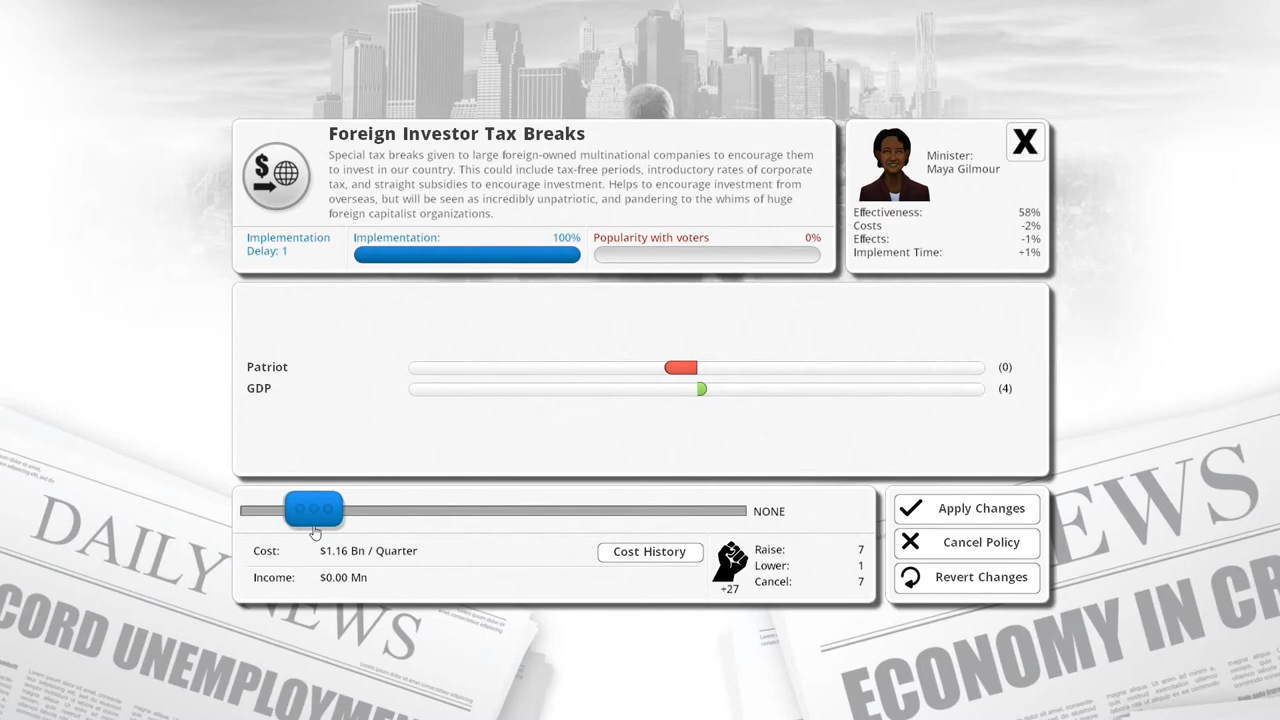 Foreign Investor Tax Breaks
Special tax breaks given to large foreign-owned multinational companies to encourage them
to invest in our country. This could include tax-free periods, introductory rates of corporate
tax, and straight subsidies to encourage investment. Helps to encourage investment from
overseas, but will be seen as incredibly unpatriotic, and pandering to the whims of huge
foreign capitalist organizations.
Implementation
Delay: 1
Implementation: 100%
Popularity with voters 0%
X
Minister:
Maya Gilmour
Effectiveness: 58%
Costs -2%
Effects: -1%
Implement Time: +1%
Patriot (0)
GDP (4)
NONE
Cost: $1.16 Bn / Quarter
Cost History
Income: $0.00 Mn
+27
Raise: 7
Lower: 1
Cancel: 7
Apply Changes
Cancel Policy
Revert Changes
DAILY NEWS
CORD UNEMPLOYME
NEWS
ECONOMY IN CR